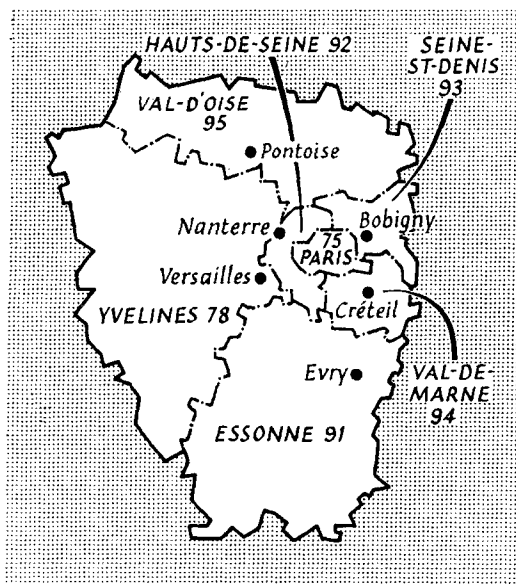 HAUTS-DE-SEINE 92
SEINE-
ST-DENIS
93
VAL-D'OISE
95
Pontoise
Nanterre
75
PARIS
Bobigny
Versailles
YVELINES 78
Créteil
VAL-DE-
MARNE
94
Evry
ESSONNE 91